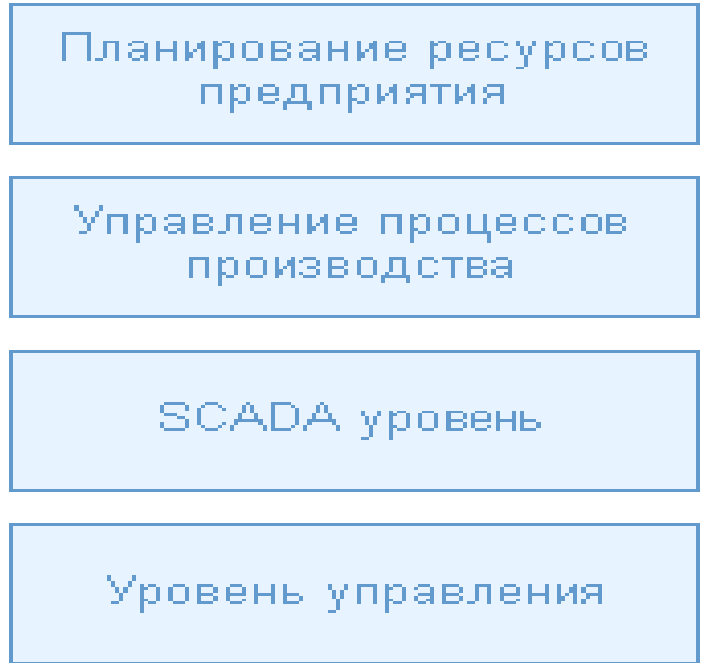 Планирование ресурсов
предприятия
Управление процессов
производства
SCADA уровень
Уровень управления